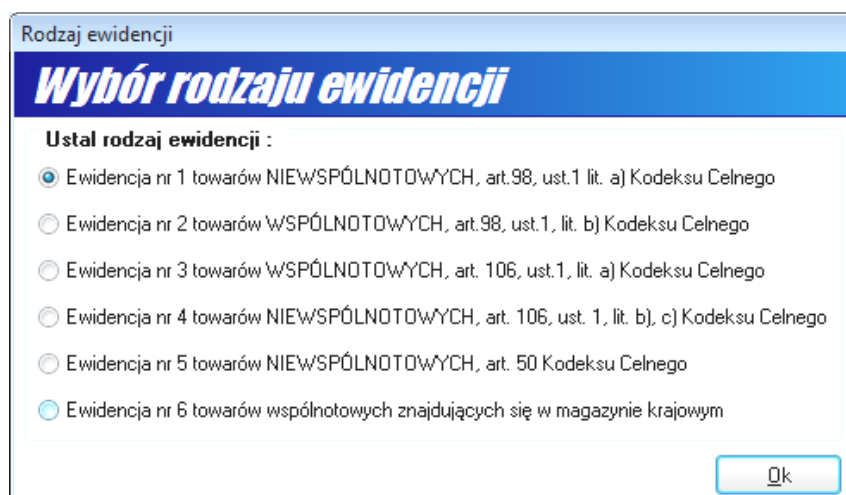 Rodzaj ewidencji
Wybór rodzaju ewidencji
Ustal rodzaj ewidencji :
Ewidencja nr 1 towarów NIEWSPÓLNOTOWYCH, art.98, ust.1 lit. a) Kodeksu Celnego
Ewidencja nr 2 towarów WSPÓLNOTOWYCH, art.98, ust.1, lit. b) Kodeksu Celnego
Ewidencja nr 3 towarów WSPÓLNOTOWYCH, art. 106, ust.1, lit. a) Kodeksu Celnego
Ewidencja nr 4 towarów NIEWSPÓLNOTOWYCH, art. 106, ust. 1, lit. b), c) Kodeksu Celnego
Ewidencja nr 5 towarów NIEWSPÓLNOTOWYCH, art. 50 Kodeksu Celnego
Ewidencja nr 6 towarów wspólnotowych znajdujących się w magazynie krajowym
Ok